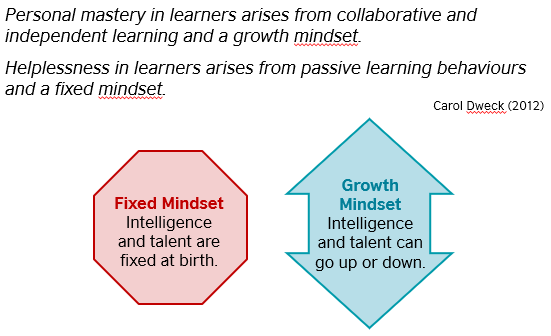 Personal mastery in learners arises from collaborative and
independent learning and a growth mindset.
Helplessness in learners arises from passive learning behaviours
and a fixed mindset.
Carol Dweck (2012)
Fixed Mindset
Intelligence
and talent are
fixed at birth.
Growth
Mindset
Intelligence
and talent can
go up or down.